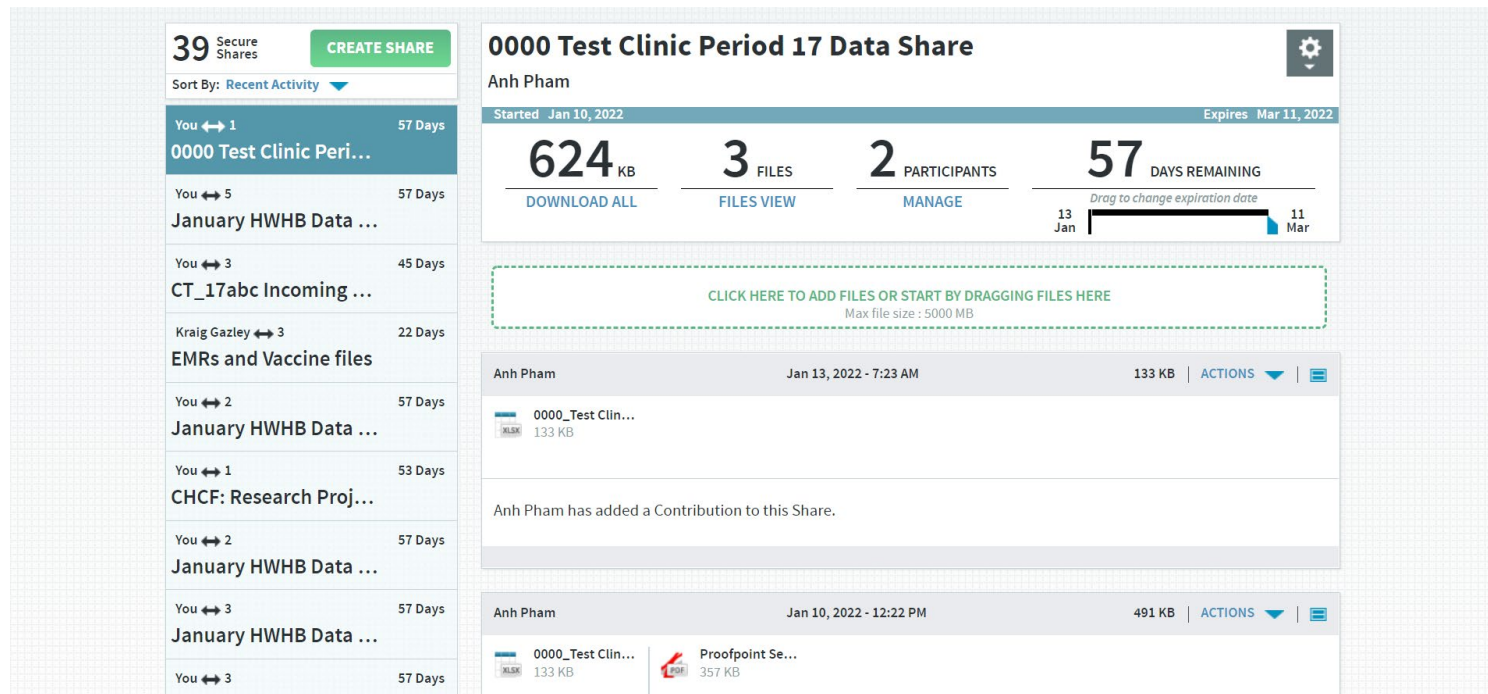 39 Secure Shares
CREATE SHARE
Sort By: Recent Activity
You 1 57 Days
0000 Test Clinic Peri...
You 5 57 Days
January HWHB Data ...
You 3 45 Days
CT_17abc Incoming ...
Kraig Gazley 3 22 Days
EMRs and Vaccine files
You 2 57 Days
January HWHB Data ...
You 1 53 Days
CHCF: Research Proj...
You 2 57 Days
January HWHB Data ...
You 3 57 Days
January HWHB Data ...
You 3 57 Days
0000 Test Clinic Period 17 Data Share
Anh Pham
Started Jan 10, 2022 Expires Mar 11, 2022
624 KB 3 FILES 2 PARTICIPANTS 57 DAYS REMAINING
DOWNLOAD ALL FILES VIEW MANAGE
Drag to change expiration date
13 Jan 11 Mar
CLICK HERE TO ADD FILES OR START BY DRAGGING FILES HERE
Max file size : 5000 MB
Anh Pham Jan 13, 2022 - 7:23 AM 133 KB | ACTIONS |
0000_Test Clin...
XLSX 133 KB
Anh Pham has added a Contribution to this Share.
Anh Pham Jan 10, 2022 - 12:22 PM 491 KB | ACTIONS |
0000_Test Clin... Proofpoint Se...
XLSX 133 KB PDF 357 KB